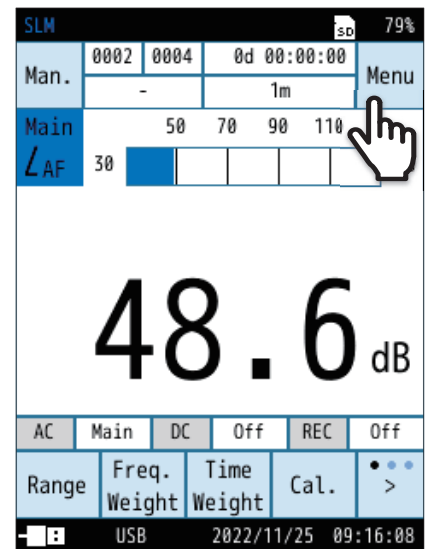 SLM SD 79%
Man. 0002 0004 0d 00:00:00 Menu
- 1m
Main 50 70 90 110
LAF 30
48.6 dB
AC Main DC Off REC Off
Range Freq. Weight Time Weight Cal. >
USB 2022/11/25 09:16:08